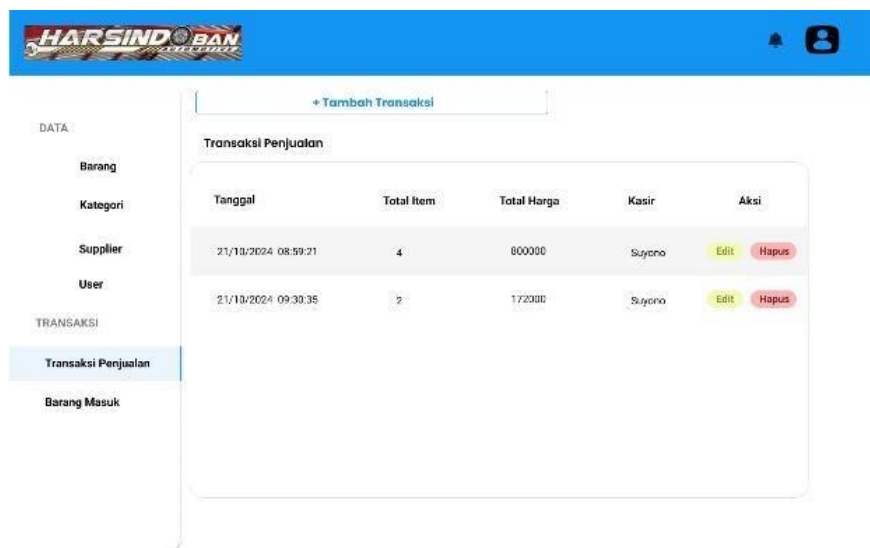 HARSINDO BAN
AUTOMOTIVE
+ Tambah Transaksi
DATA
Barang
Kategori
Supplier
User
TRANSAKSI
Transaksi Penjualan
Barang Masuk
Transaksi Penjualan
Tanggal Total Item Total Harga Kasir Aksi
21/10/2024 08:59:21 4 800000 Suyono Edit Hapus
21/10/2024 09:30:35 2 172000 Suyono Edit Hapus